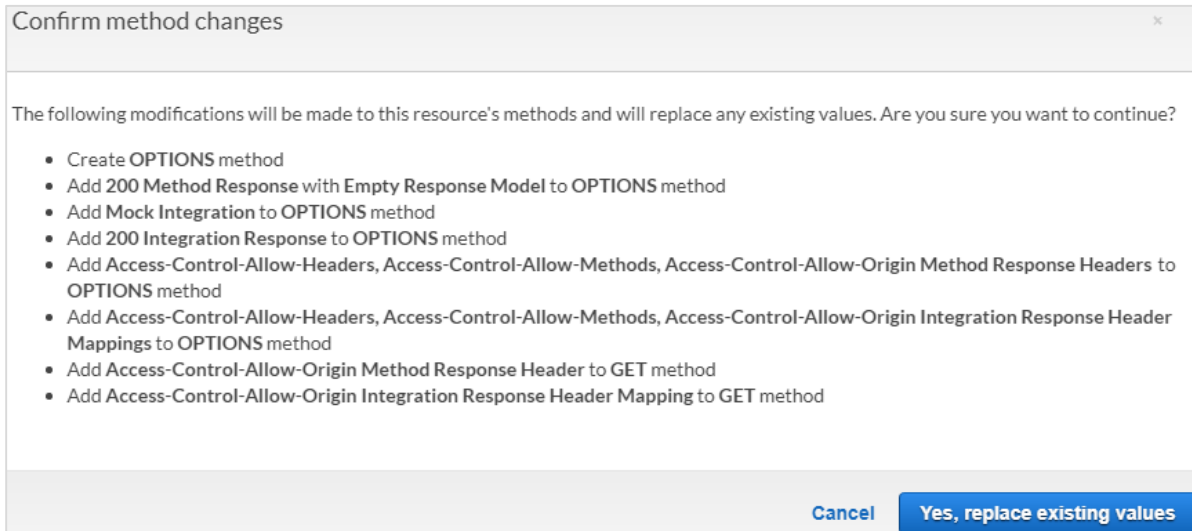 Confirm method changes
×
The following modifications will be made to this resource's methods and will replace any existing values. Are you sure you want to continue?
• Create OPTIONS method
• Add 200 Method Response with Empty Response Model to OPTIONS method
• Add Mock Integration to OPTIONS method
• Add 200 Integration Response to OPTIONS method
• Add Access-Control-Allow-Headers, Access-Control-Allow-Methods, Access-Control-Allow-Origin Method Response Headers to
OPTIONS method
• Add Access-Control-Allow-Headers, Access-Control-Allow-Methods, Access-Control-Allow-Origin Integration Response Header
Mappings to OPTIONS method
• Add Access-Control-Allow-Origin Method Response Header to GET method
• Add Access-Control-Allow-Origin Integration Response Header Mapping to GET method
Cancel Yes, replace existing values